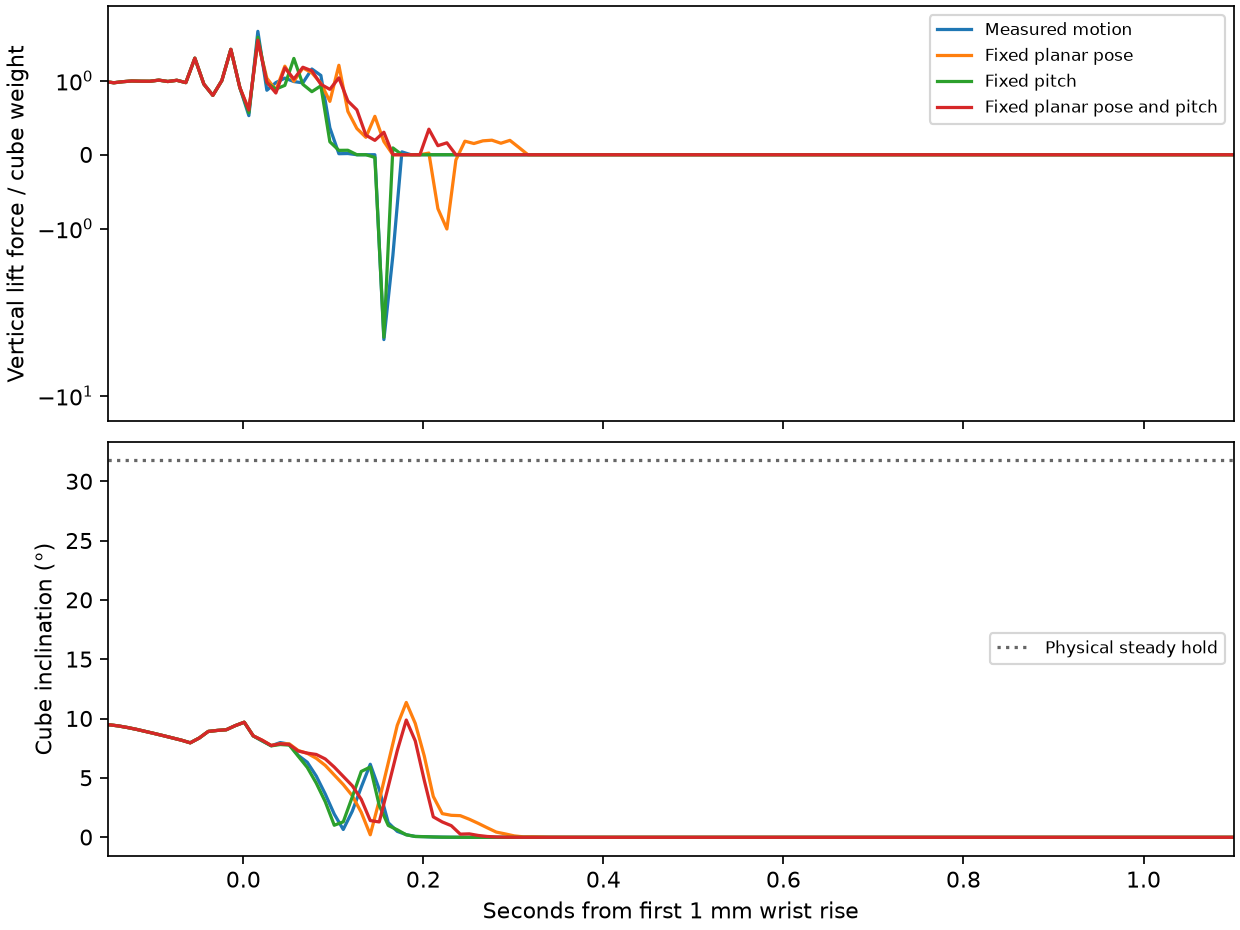 Vertical lift force / cube weight
10⁰
0
−10⁰
−10¹
Measured motion
Fixed planar pose
Fixed pitch
Fixed planar pose and pitch
Cube inclination (°)
30
25
20
15
10
5
0
Physical steady hold
0.0 0.2 0.4 0.6 0.8 1.0
Seconds from first 1 mm wrist rise